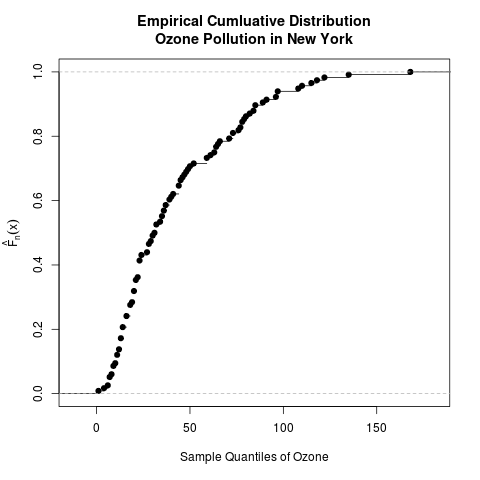 Empirical Cumluative Distribution
Ozone Pollution in New York
1.0
0.8
0.6
0.4
0.2
0.0
F̂n(x)
0 50 100 150
Sample Quantiles of Ozone